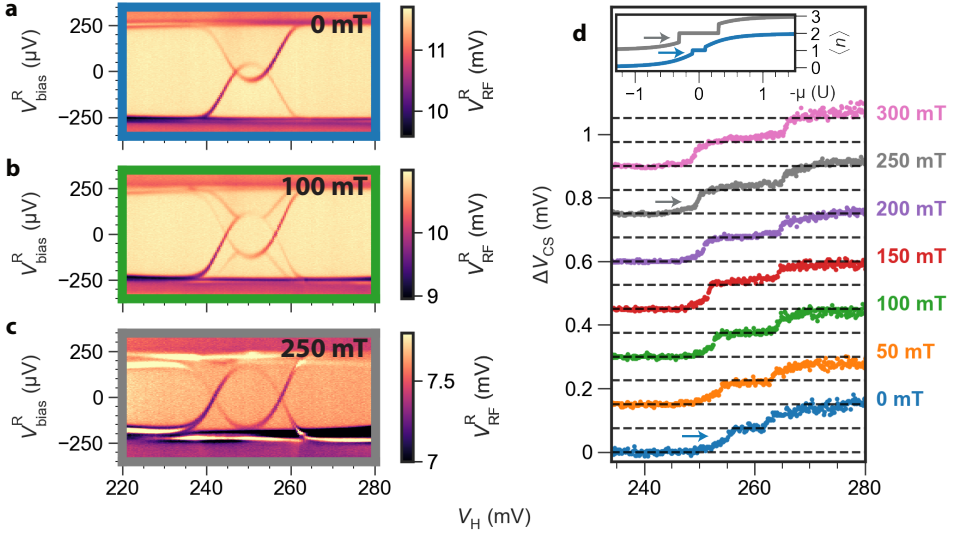 a
0 mT
250
0
−250
V^R_bias (µV)
11
10
V^R_RF (mV)
b
100 mT
250
0
−250
V^R_bias (µV)
10
9
V^R_RF (mV)
c
250 mT
250
0
−250
V^R_bias (µV)
7.5
7
V^R_RF (mV)
220
240
260
280
V_H (mV)
d
3
2
1
0
⟨n⟩
−1
0
1
-µ (U)
1
0.8
0.6
0.4
0.2
0
ΔV_CS (mV)
300 mT
250 mT
200 mT
150 mT
100 mT
50 mT
0 mT
240
260
280